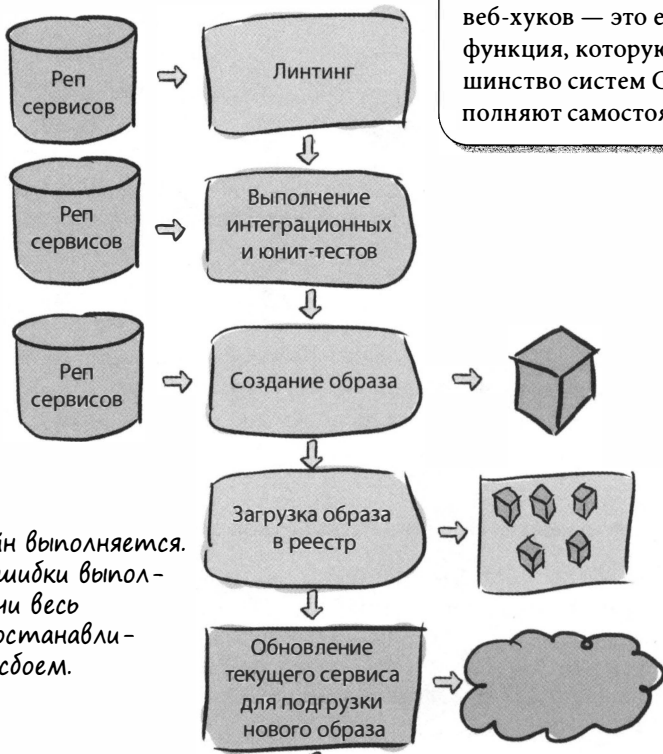 веб-хуков — это е
функция, которую
шинство систем С
полняют самостоя
Реп
сервисов
Линтинг
Реп
сервисов
Выполнение
интеграционных
и юнит-тестов
Реп
сервисов
Создание образа
Загрузка образа
в реестр
йн выполняется.
шибки выпол-
чи весь
останавли-
сбоем.
Обновление
текущего сервиса
для подгрузки
нового образа